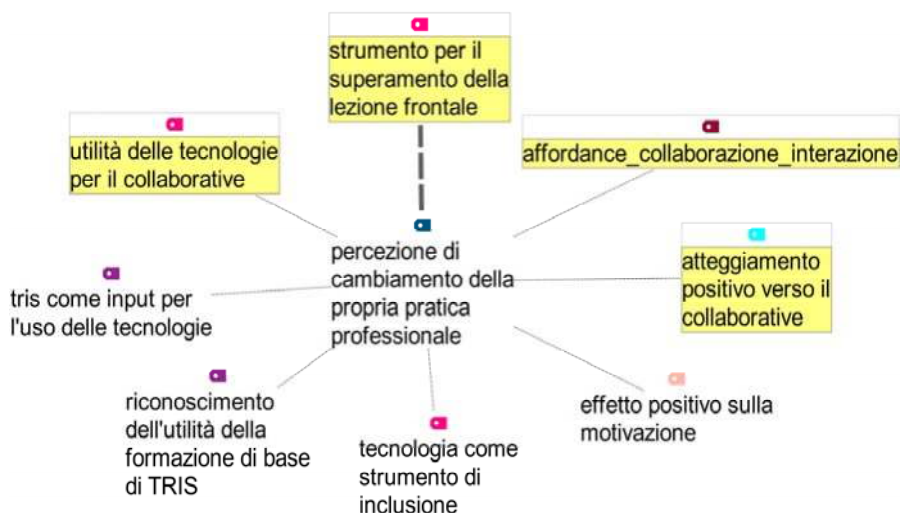 strumento per il
superamento della
lezione frontale
utilità delle tecnologie
per il collaborative
affordance_collaborazione_interazione
percezione di
cambiamento della
propria pratica
professionale
atteggiamento
positivo verso il
collaborative
tris come input per
l'uso delle tecnologie
riconoscimento
dell'utilità della
formazione di base
di TRIS
tecnologia come
strumento di
inclusione
effetto positivo sulla
motivazione